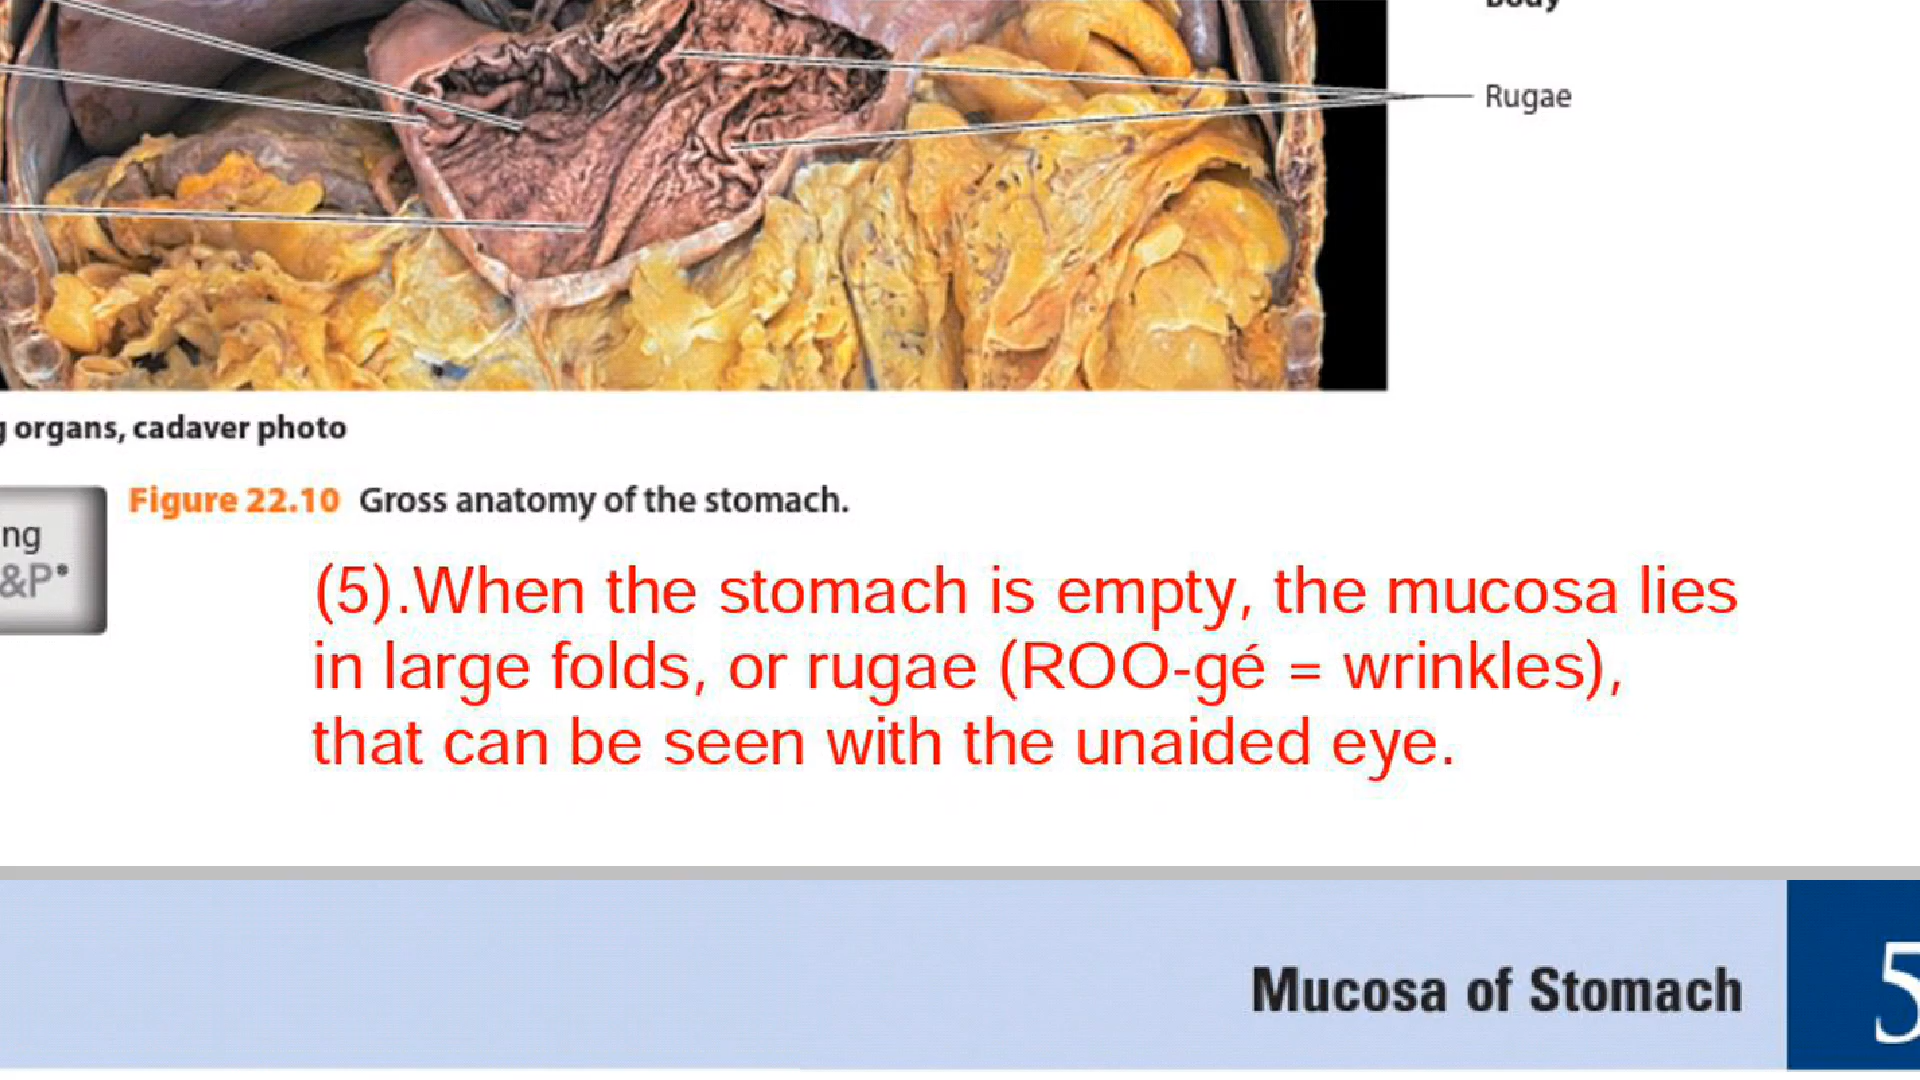 Rugae
organs, cadaver photo
Figure 22.10 Gross anatomy of the stomach.
&P®
(5).When the stomach is empty, the mucosa lies
in large folds, or rugae (ROO-gé = wrinkles),
that can be seen with the unaided eye.
Mucosa of Stomach